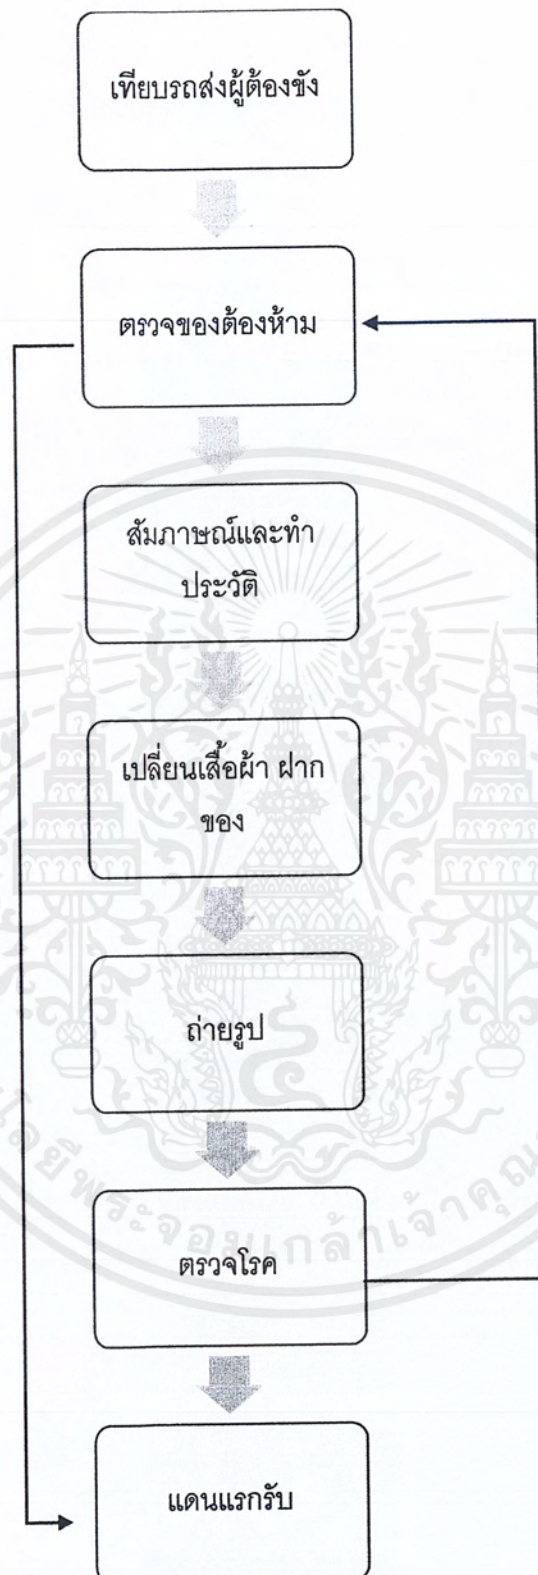 เทียบรถส่งผู้ต้องขัง
ตรวจของต้องห้าม
สัมภาษณ์และทำ
ประวัติ
เปลี่ยนเสื้อผ้า ฝาก
ของ
ถ่ายรูป
ตรวจโรค
แดนแรกรับ